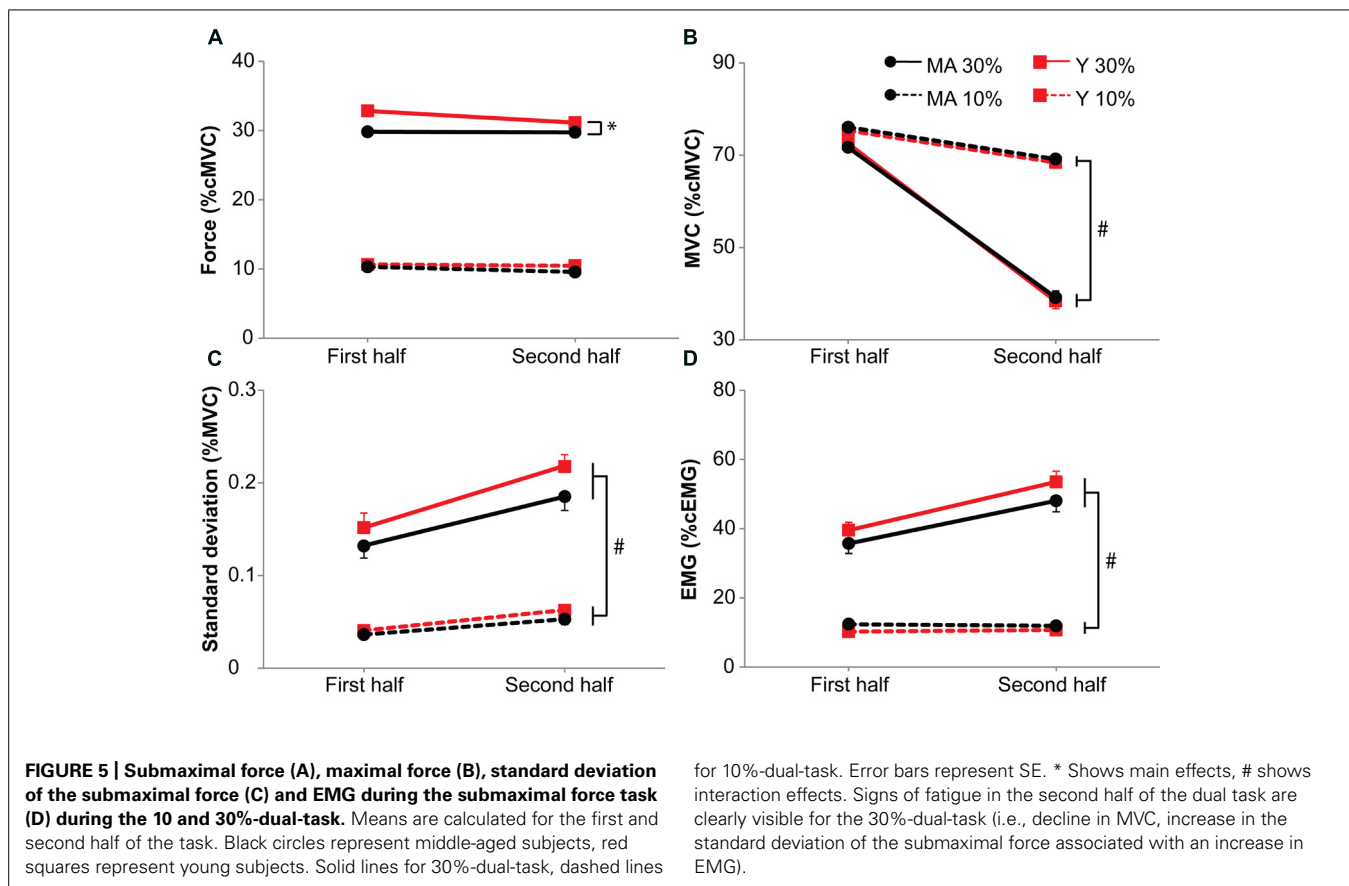 A
40
30
20
10
0
Force (%cMVC)
*
First half
Second half
B
90
70
50
30
MVC (%cMVC)
MA 30%
Y 30%
MA 10%
Y 10%
#
First half
Second half
C
0.3
0.2
0.1
0
Standard deviation (%MVC)
#
First half
Second half
D
80
60
40
20
0
EMG (%cEMG)
#
First half
Second half
FIGURE 5 | Submaximal force (A), maximal force (B), standard deviation
of the submaximal force (C) and EMG during the submaximal force task
(D) during the 10 and 30%-dual-task. Means are calculated for the first and
second half of the task. Black circles represent middle-aged subjects, red
squares represent young subjects. Solid lines for 30%-dual-task, dashed lines
for 10%-dual-task. Error bars represent SE. * Shows main effects, # shows
interaction effects. Signs of fatigue in the second half of the dual task are
clearly visible for the 30%-dual-task (i.e., decline in MVC, increase in the
standard deviation of the submaximal force associated with an increase in
EMG).